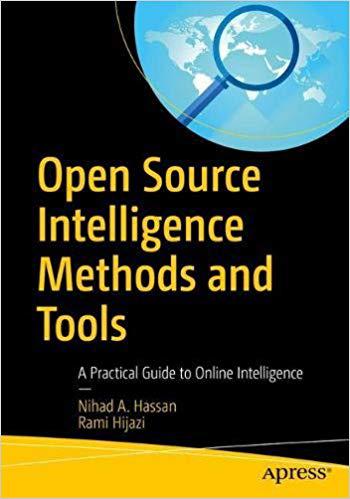 Open Source
Intelligence
Methods and
Tools
A Practical Guide to Online Intelligence
Nihad A. Hassan
Rami Hijazi
Apress®